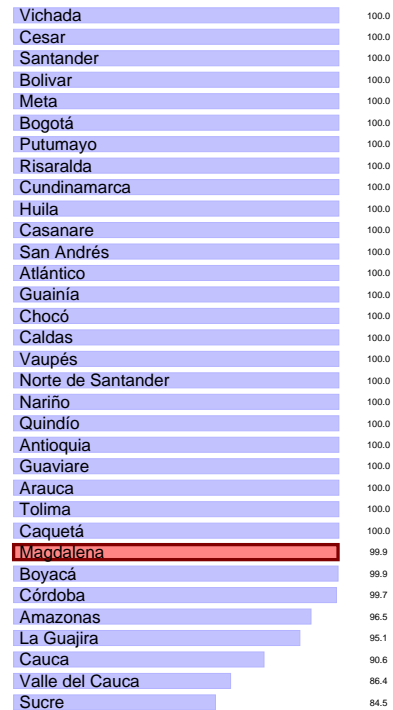 Vichada 100.0
Cesar 100.0
Santander 100.0
Bolivar 100.0
Meta 100.0
Bogotá 100.0
Putumayo 100.0
Risaralda 100.0
Cundinamarca 100.0
Huila 100.0
Casanare 100.0
San Andrés 100.0
Atlántico 100.0
Guainía 100.0
Chocó 100.0
Caldas 100.0
Vaupés 100.0
Norte de Santander 100.0
Nariño 100.0
Quindío 100.0
Antioquia 100.0
Guaviare 100.0
Arauca 100.0
Tolima 100.0
Caquetá 100.0
Magdalena 99.9
Boyacá 99.9
Córdoba 99.7
Amazonas 96.5
La Guajira 95.1
Cauca 90.6
Valle del Cauca 86.4
Sucre 84.5